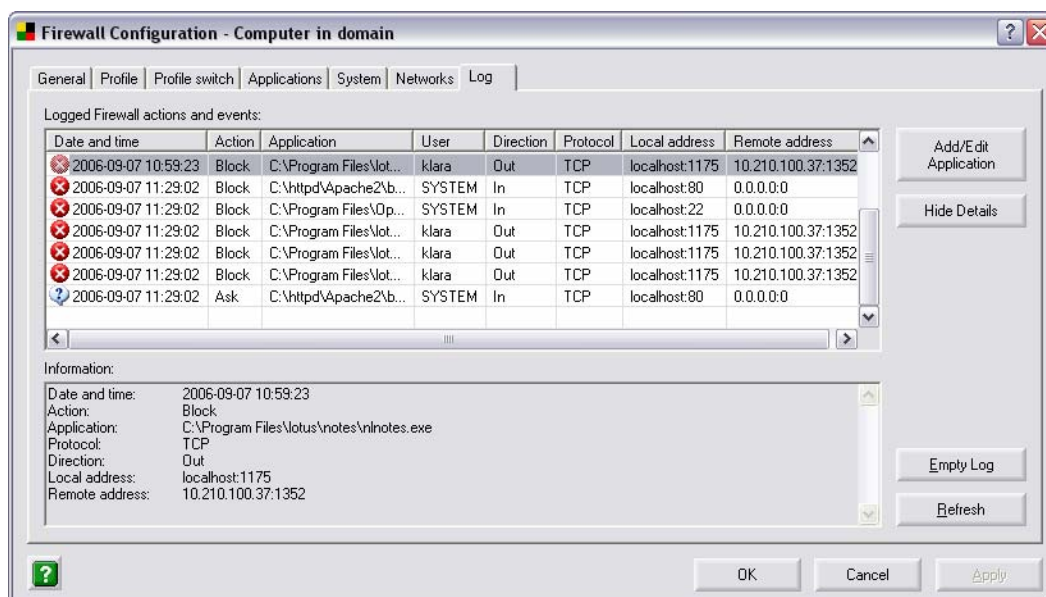 Firewall Configuration - Computer in domain
General Profile Profile switch Applications System Networks Log
Logged Firewall actions and events:
Date and time Action Application User Direction Protocol Local address Remote address
2006-09-07 10:59:23 Block C:\Program Files\lot... klara Out TCP localhost:1175 10.210.100.37:1352
2006-09-07 11:29:02 Block C:\httpd\Apache2\b... SYSTEM In TCP localhost:80 0.0.0.0:0
2006-09-07 11:29:02 Block C:\Program Files\Op... SYSTEM In TCP localhost:22 0.0.0.0:0
2006-09-07 11:29:02 Block C:\Program Files\lot... klara Out TCP localhost:1175 10.210.100.37:1352
2006-09-07 11:29:02 Block C:\Program Files\lot... klara Out TCP localhost:1175 10.210.100.37:1352
2006-09-07 11:29:02 Block C:\Program Files\lot... klara Out TCP localhost:1175 10.210.100.37:1352
2006-09-07 11:29:02 Ask C:\httpd\Apache2\b... SYSTEM In TCP localhost:80 0.0.0.0:0
Add/Edit
Application
Hide Details
Information:
Date and time: 2006-09-07 10:59:23
Action: Block
Application: C:\Program Files\lotus\notes\nlnotes.exe
Protocol: TCP
Direction: Out
Local address: localhost:1175
Remote address: 10.210.100.37:1352
Empty Log
Refresh
OK Cancel Apply